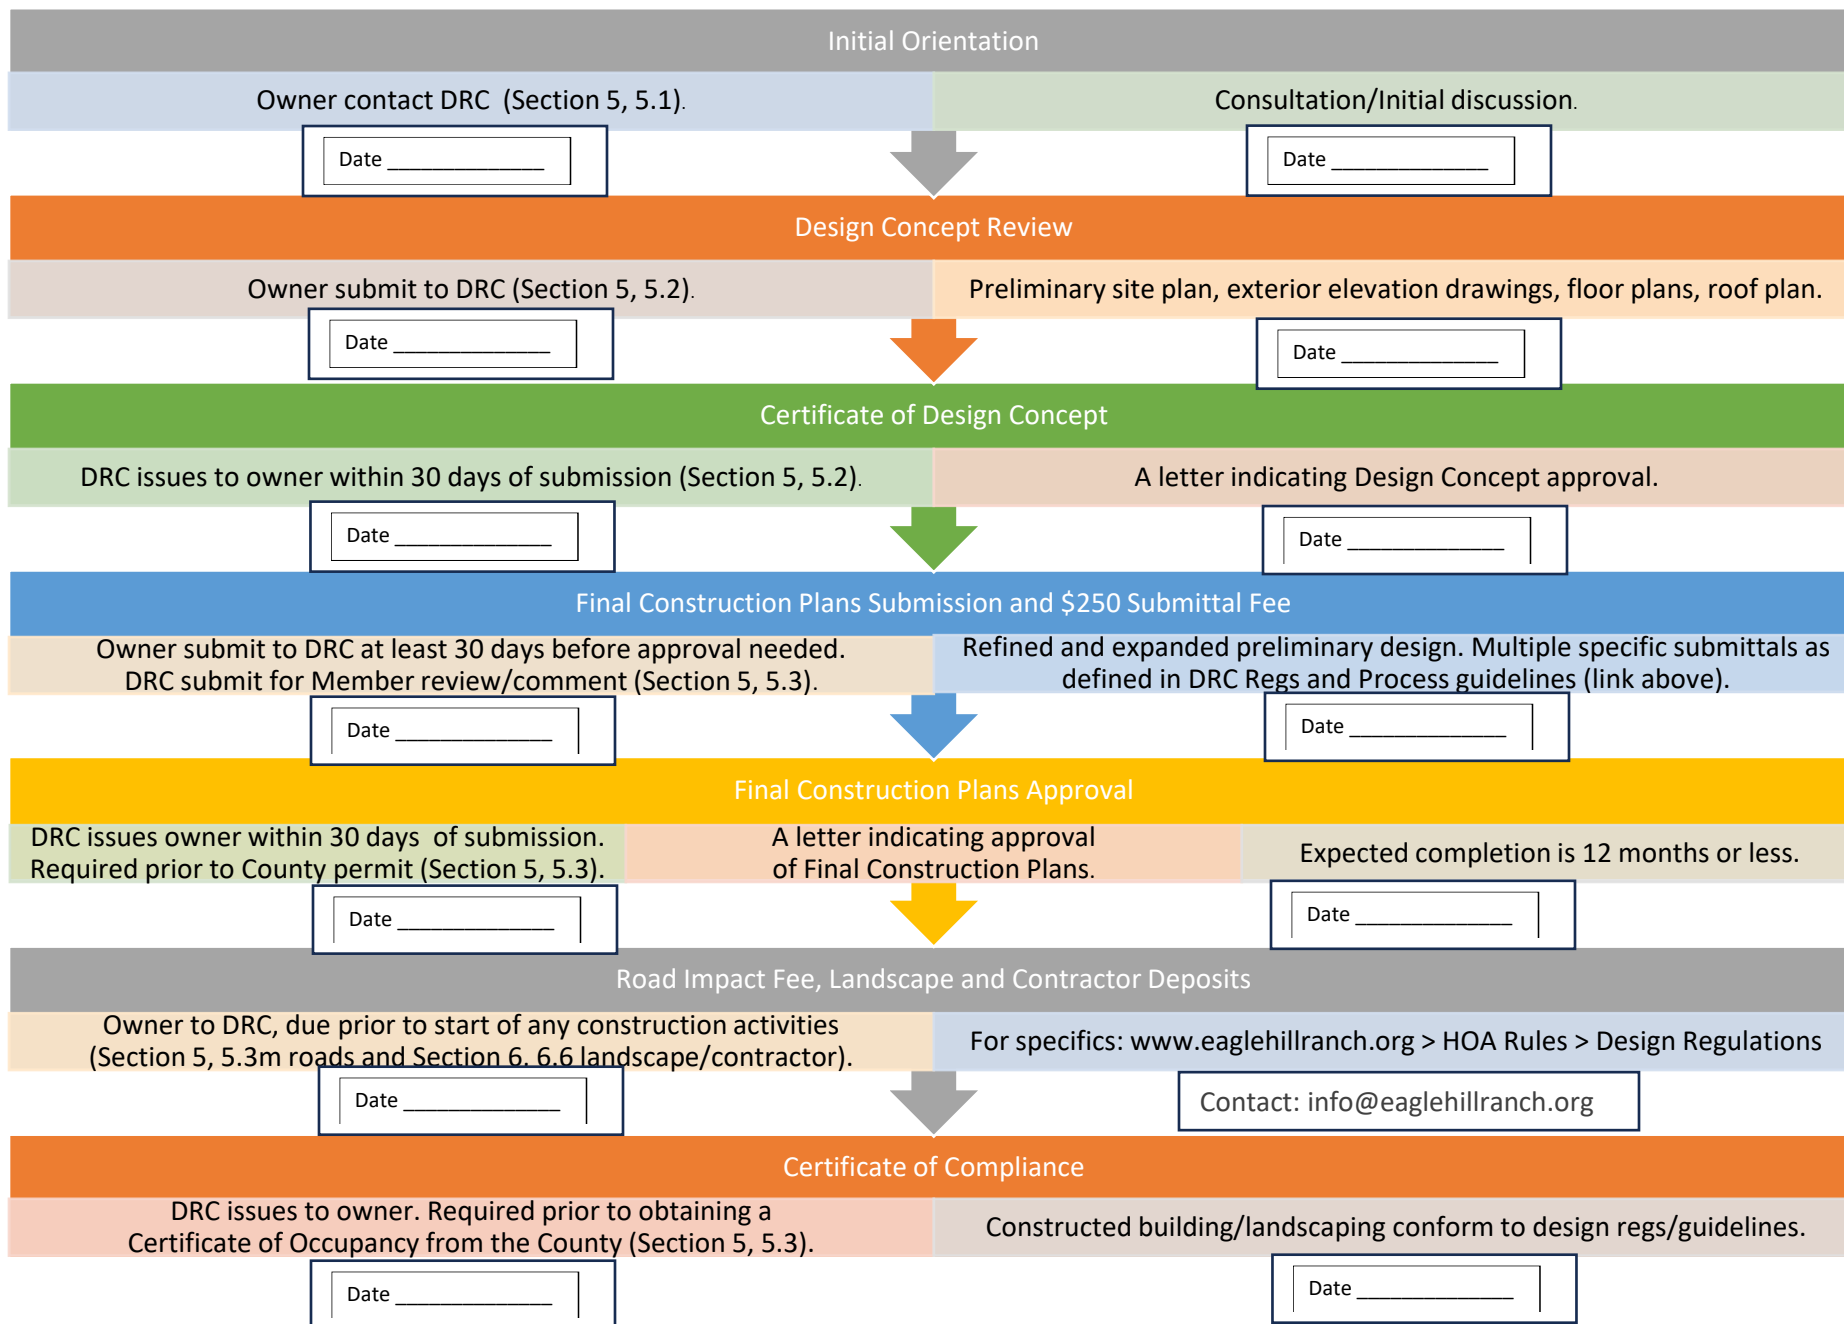 Initial Orientation
Owner contact DRC (Section 5, 5.1).
Consultation/Initial discussion.
Date ______________
Date ______________
Design Concept Review
Owner submit to DRC (Section 5, 5.2).
Preliminary site plan, exterior elevation drawings, floor plans, roof plan.
Date ______________
Date ______________
Certificate of Design Concept
DRC issues to owner within 30 days of submission (Section 5, 5.2).
A letter indicating Design Concept approval.
Date ______________
Date ______________
Final Construction Plans Submission and $250 Submittal Fee
Owner submit to DRC at least 30 days before approval needed.
DRC submit for Member review/comment (Section 5, 5.3).
Refined and expanded preliminary design. Multiple specific submittals as
defined in DRC Regs and Process guidelines (link above).
Date ______________
Date ______________
Final Construction Plans Approval
DRC issues owner within 30 days of submission.
Required prior to County permit (Section 5, 5.3).
A letter indicating approval
of Final Construction Plans.
Expected completion is 12 months or less.
Date ______________
Date ______________
Road Impact Fee, Landscape and Contractor Deposits
Owner to DRC, due prior to start of any construction activities
(Section 5, 5.3m roads and Section 6. 6.6 landscape/contractor).
For specifics: www.eaglehillranch.org > HOA Rules > Design Regulations
Date ______________
Contact: info@eaglehillranch.org
Certificate of Compliance
DRC issues to owner. Required prior to obtaining a
Certificate of Occupancy from the County (Section 5, 5.3).
Constructed building/landscaping conform to design regs/guidelines.
Date ______________
Date ______________